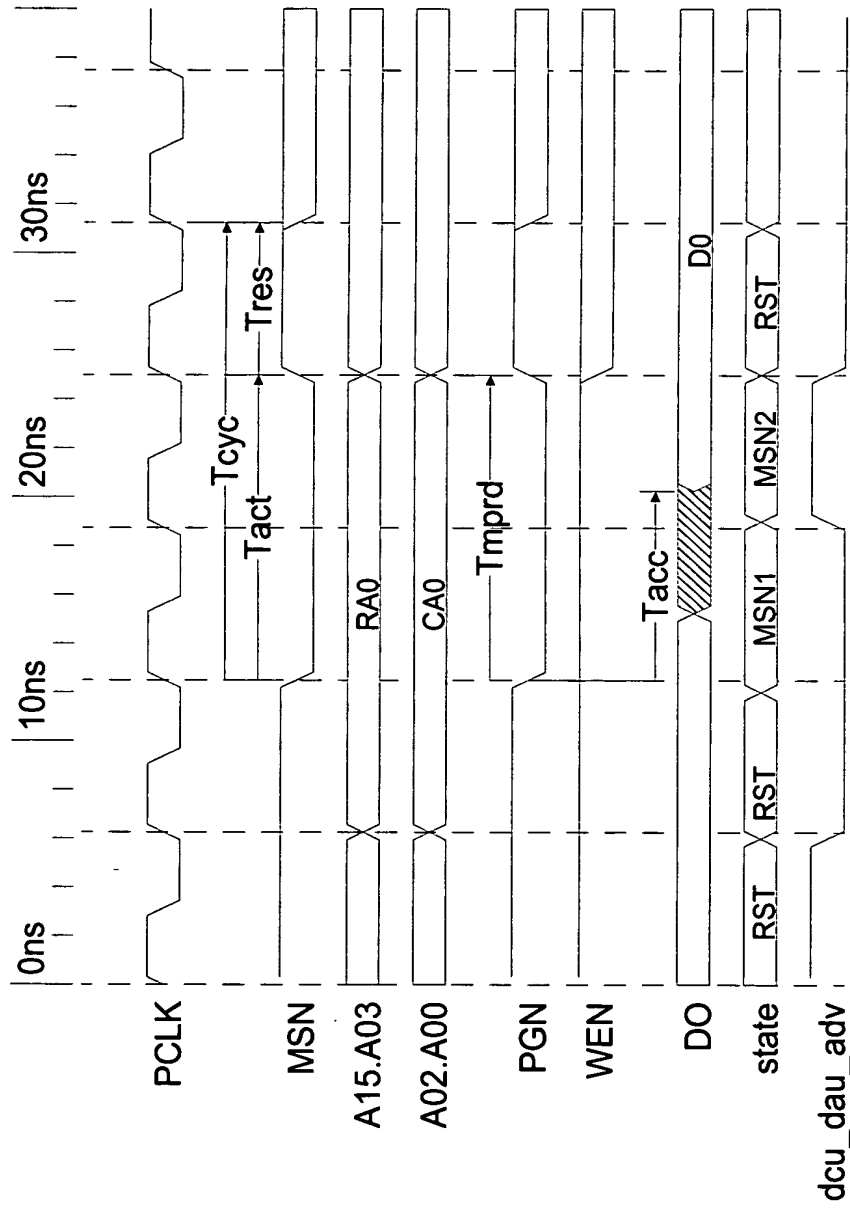 0ns 10ns 20ns 30ns
PCLK
Tcyc
Tact Tres
MSN
A15.A03 RA0
A02.A00 CA0
Tmprd
PGN
WEN
Tacc
DO D0
state RST RST MSN1 MSN2 RST
dcu_dau_adv